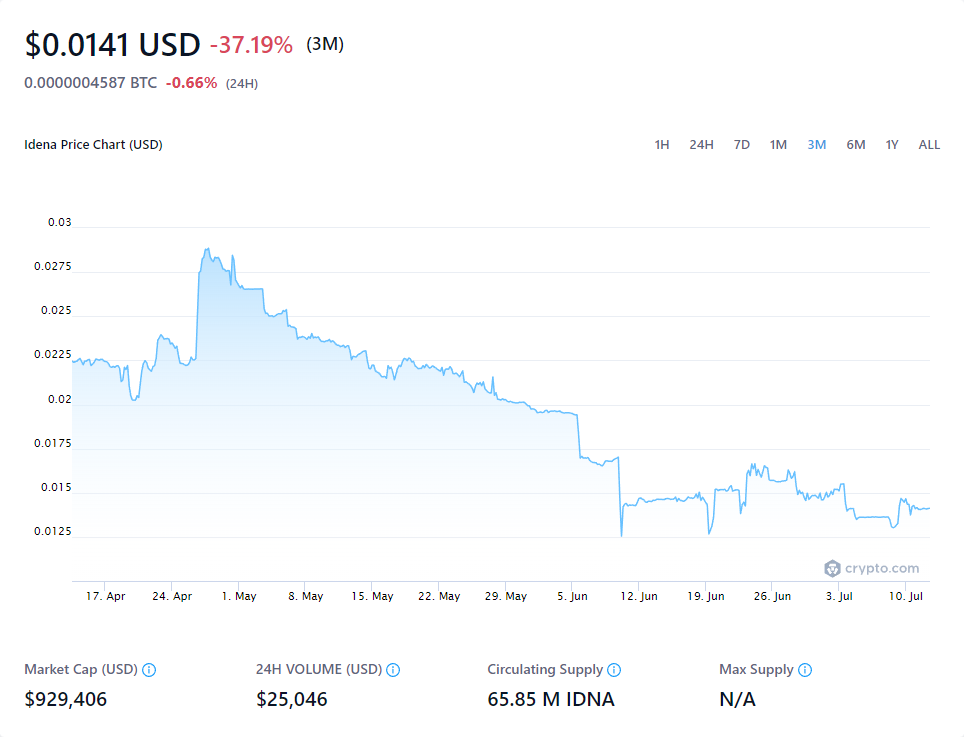 $0.0141 USD -37.19% (3M)
0.0000004587 BTC -0.66% (24H)
Idena Price Chart (USD)
1H 24H 7D 1M 3M 6M 1Y ALL
0.03
0.0275
0.025
0.0225
0.02
0.0175
0.015
0.0125
crypto.com
17. Apr 24. Apr 1. May 8. May 15. May 22. May 29. May 5. Jun 12. Jun 19. Jun 26. Jun 3. Jul 10. Jul
Market Cap (USD) 24H VOLUME (USD) Circulating Supply Max Supply
$929,406 $25,046 65.85 M IDNA N/A